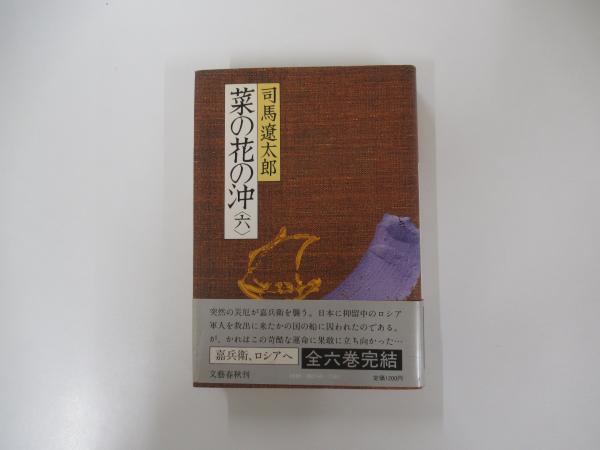 司馬遼太郎
菜の花の沖〈六〉
突然の災厄が嘉兵衛を襲う。日本に抑留中のロシア
軍人を救出に来たかの国の船に囚われたのである。
が、かれはこの苛酷な運命に果敢に立ち向かった…
嘉兵衛、ロシアへ
全六巻完結
文藝春秋刊
定価1200円